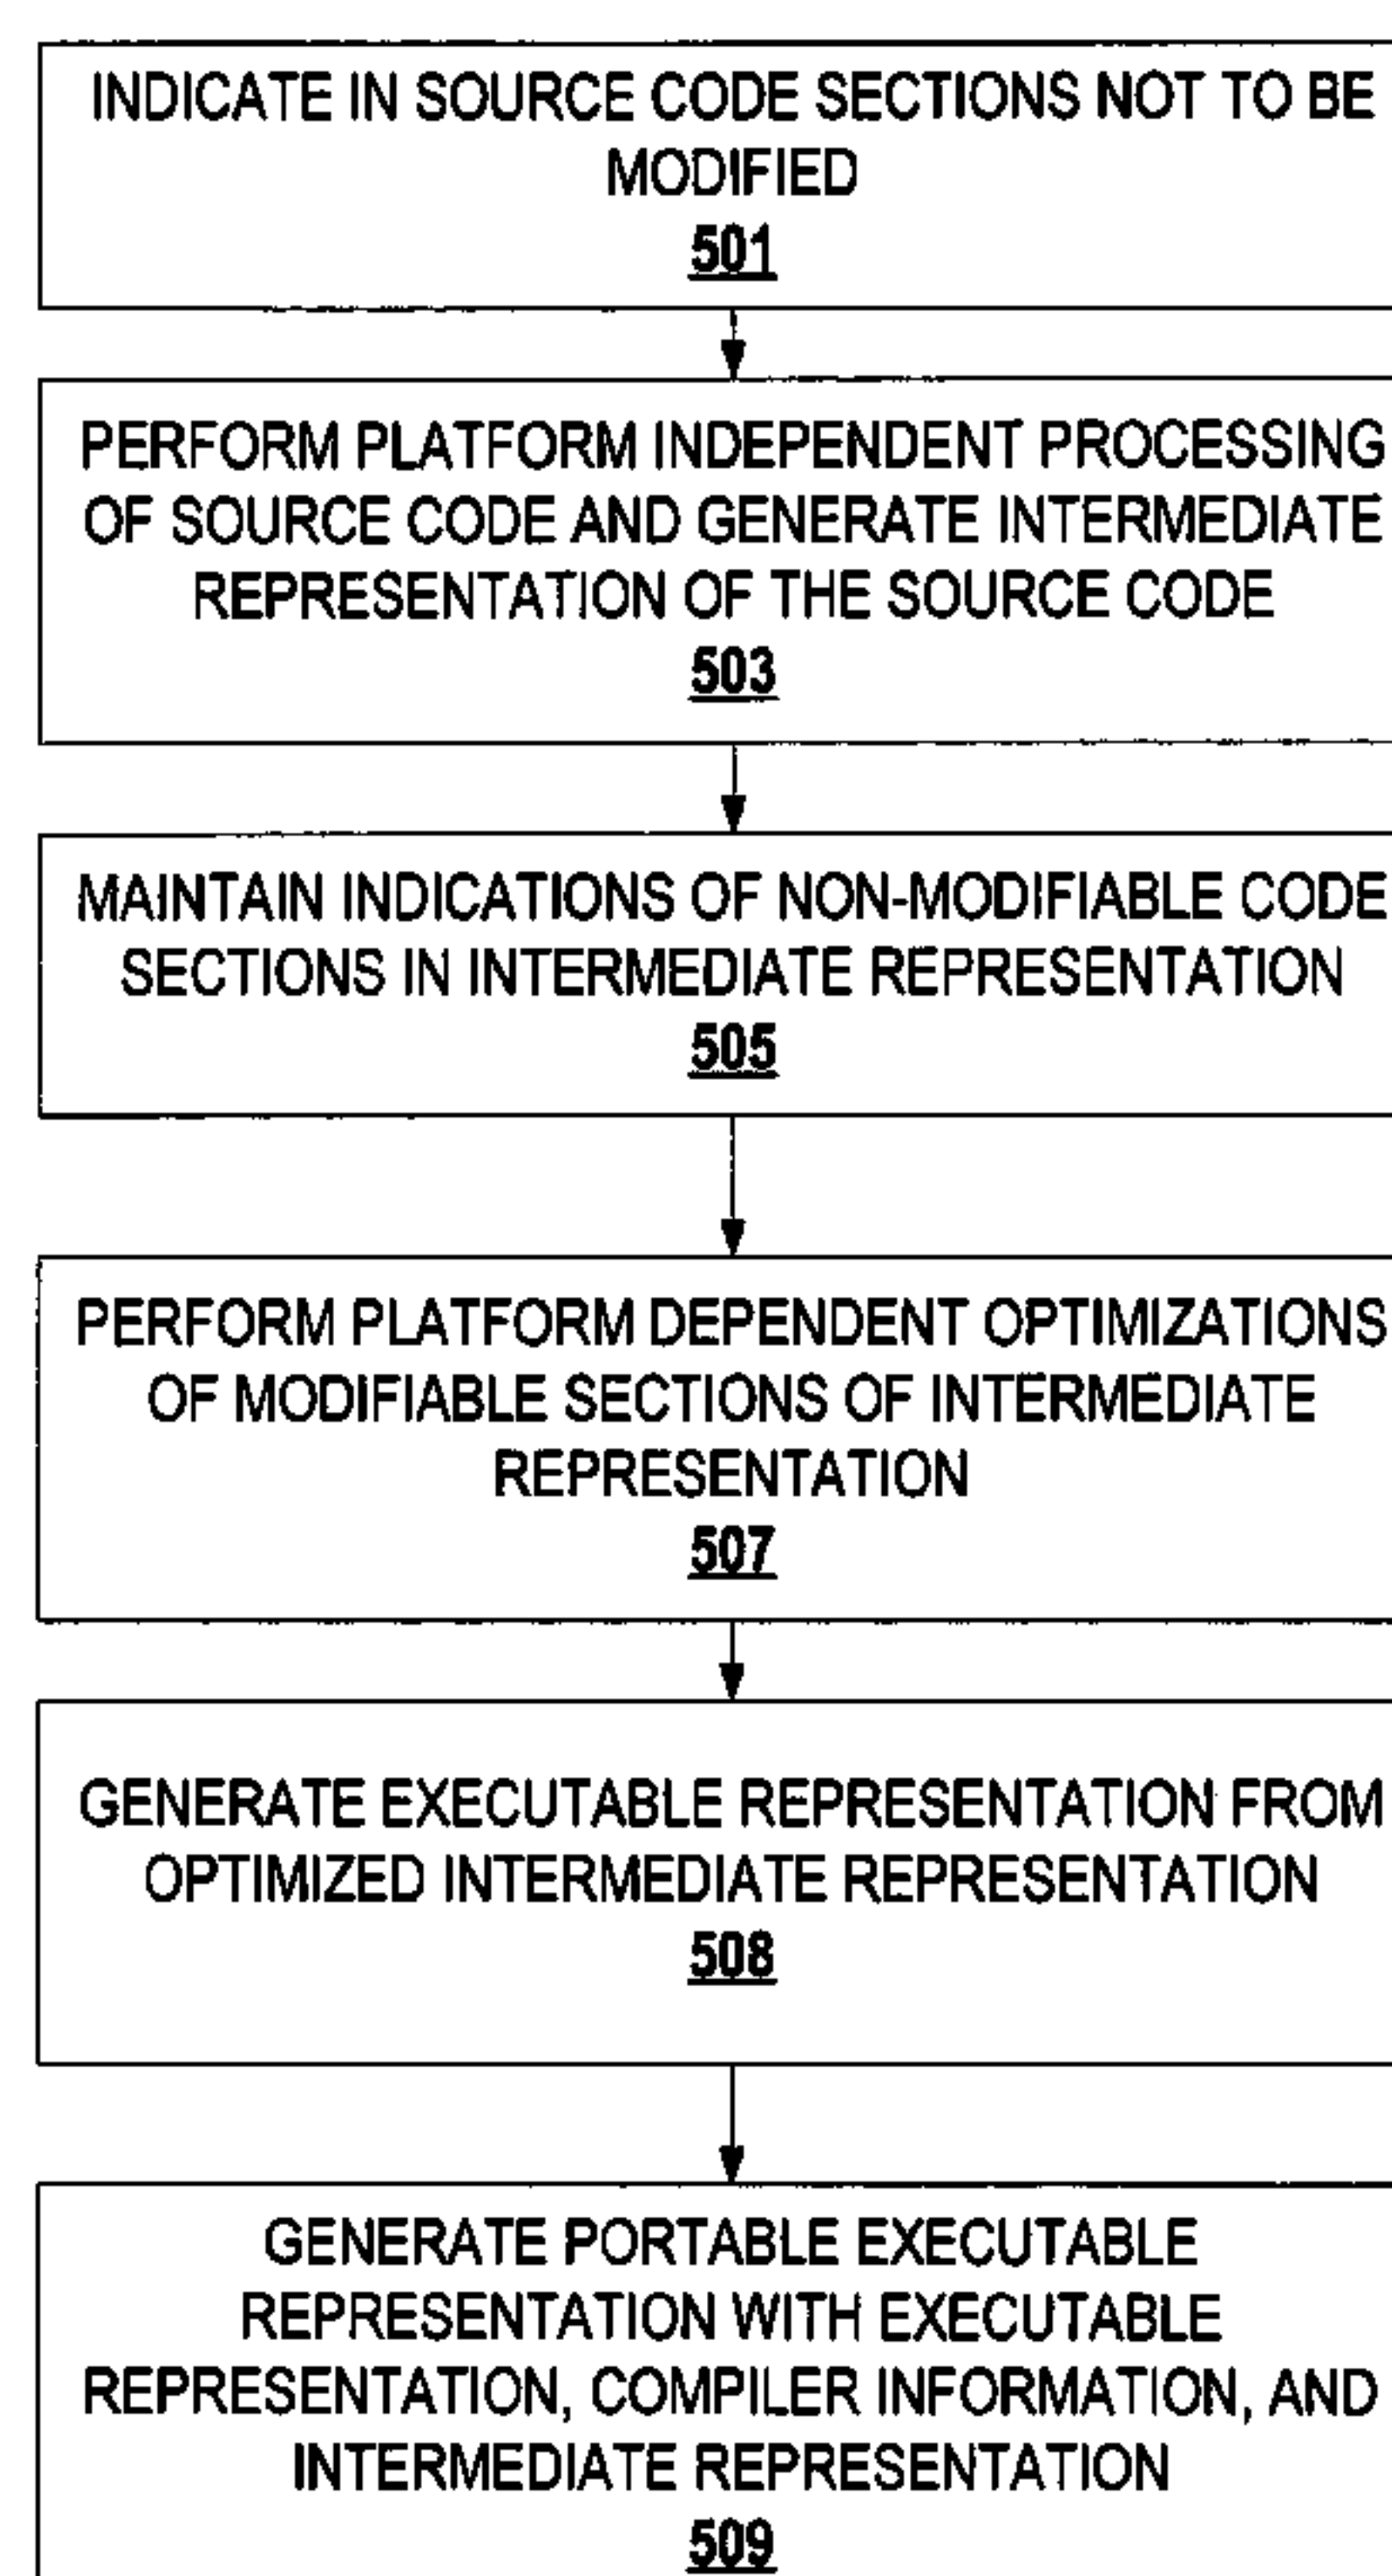 INDICATE IN SOURCE CODE SECTIONS NOT TO BE
MODIFIED
501
PERFORM PLATFORM INDEPENDENT PROCESSING
OF SOURCE CODE AND GENERATE INTERMEDIATE
REPRESENTATION OF THE SOURCE CODE
503
MAINTAIN INDICATIONS OF NON-MODIFIABLE CODE
SECTIONS IN INTERMEDIATE REPRESENTATION
505
PERFORM PLATFORM DEPENDENT OPTIMIZATIONS
OF MODIFIABLE SECTIONS OF INTERMEDIATE
REPRESENTATION
507
GENERATE EXECUTABLE REPRESENTATION FROM
OPTIMIZED INTERMEDIATE REPRESENTATION
508
GENERATE PORTABLE EXECUTABLE
REPRESENTATION WITH EXECUTABLE
REPRESENTATION, COMPILER INFORMATION, AND
INTERMEDIATE REPRESENTATION
509